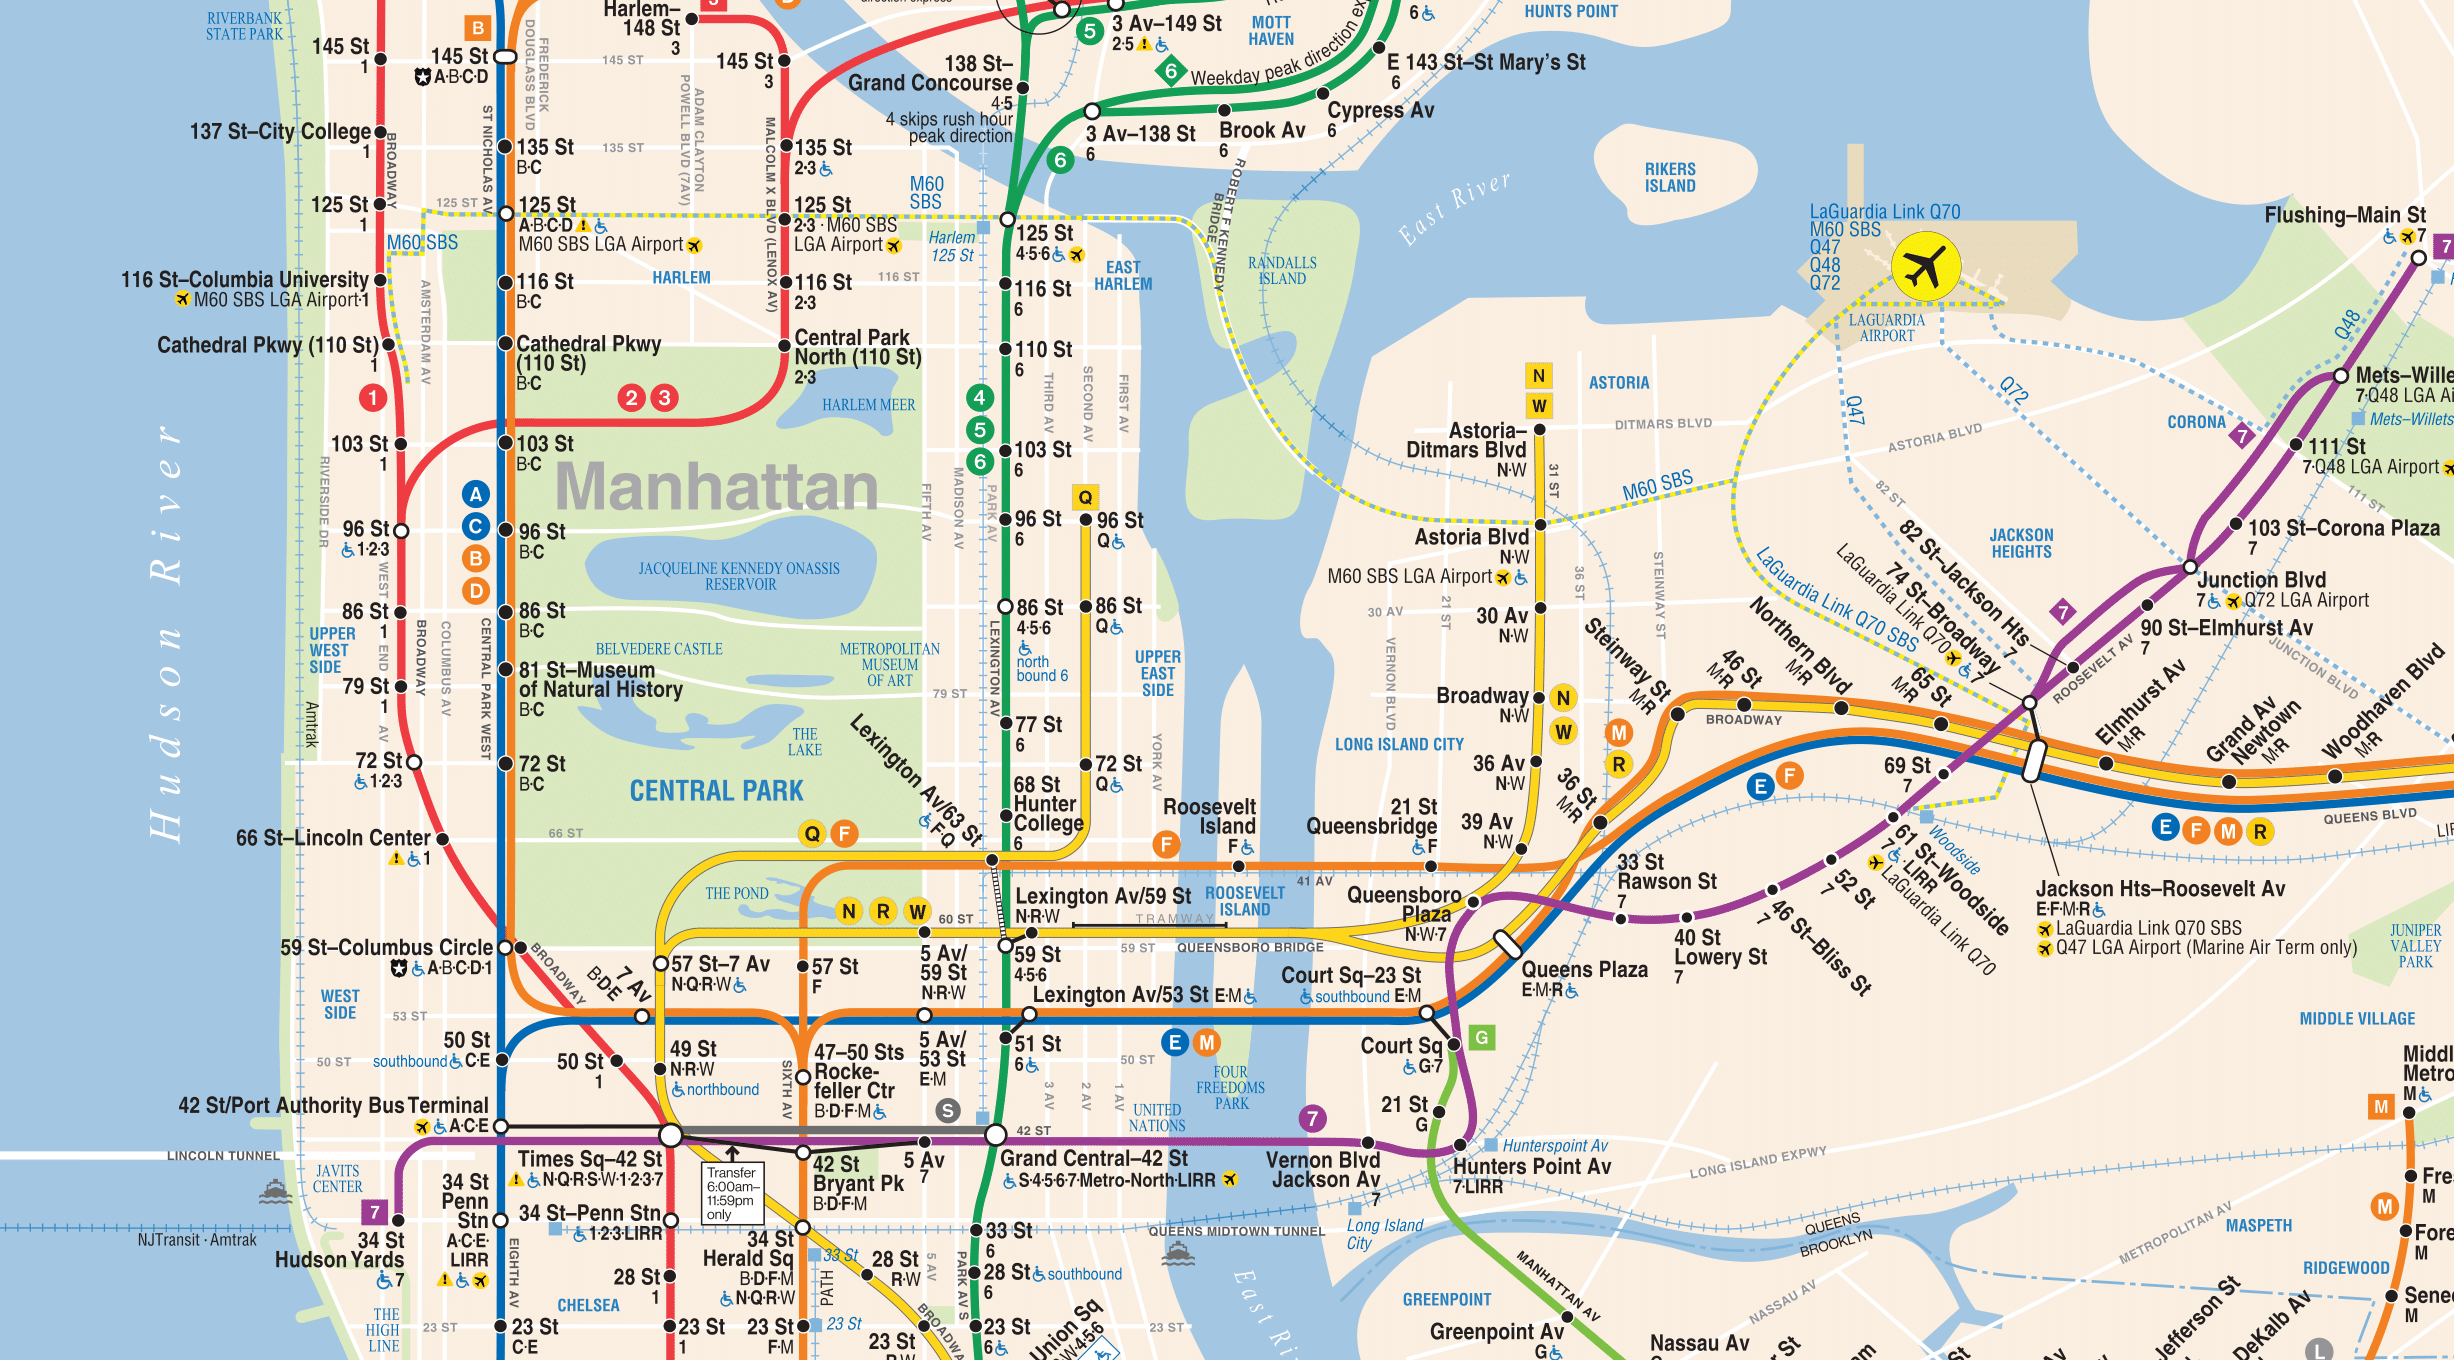 RIVERBANK
STATE PARK
145 St
1
B
145 St
A·B·C·D
Harlem–
148 St
3
3
145 St
3
FREDERICK
DOUGLASS BLVD
145 ST
ADAM CLAYTON
POWELL BLVD (7AV)
138 St–
Grand Concourse
4·5
4 skips rush hour
peak direction
5
3 Av–149 St
2·5
MOTT
HAVEN
6
HUNTS POINT
6
Weekday peak direction
E 143 St–St Mary's St
6
Cypress Av
6
Brook Av
6
3 Av–138 St
6
6
137 St–City College
1
BROADWAY
ST NICHOLAS AV
135 St
B·C
135 ST
MALCOLM X BLVD (LENOX AV)
135 St
2·3
125 St
1
125 ST
125 St
A·B·C·D
M60 SBS LGA Airport
125 St
2·3 · M60 SBS
LGA Airport
M60
SBS
Harlem
125 St
125 St
4·5·6
ROBERT F KENNEDY
BRIDGE
East River
RIKERS
ISLAND
RANDALLS
ISLAND
LaGuardia Link Q70
M60 SBS
Q47
Q48
Q72
LAGUARDIA
AIRPORT
Flushing–Main St
7
7
M60 SBS
116 St–Columbia University
M60 SBS LGA Airport·1
AMSTERDAM AV
116 St
B·C
HARLEM
116 St
2·3
116 ST
116 St
6
EAST
HARLEM
Cathedral Pkwy (110 St)
1
Cathedral Pkwy
(110 St)
B·C
Central Park
North (110 St)
2·3
110 St
6
THIRD AV
SECOND AV
FIRST AV
1
2
3
HARLEM MEER
4
5
6
103 St
1
103 St
B·C
103 St
6
Manhattan
Hudson River
RIVERSIDE DR
FIFTH AV
MADISON AV
PARK AV
A
C
B
D
96 St
1·2·3
96 St
B·C
96 St
6
Q
96 St
Q
JACQUELINE KENNEDY ONASSIS
RESERVOIR
WEST END AV
86 St
1
86 St
B·C
86 St
4·5·6
north
bound 6
86 St
Q
UPPER
WEST
SIDE
BROADWAY
COLUMBUS AV
CENTRAL PARK WEST
BELVEDERE CASTLE
METROPOLITAN
MUSEUM
OF ART
LEXINGTON AV
UPPER
EAST
SIDE
81 St–Museum
of Natural History
B·C
79 St
1
79 ST
Amtrak
THE
LAKE
77 St
6
YORK AV
72 St
1·2·3
72 St
B·C
72 St
Q
CENTRAL PARK
68 St
Hunter
College
6
Lexington Av/63 St
F·Q
66 St–Lincoln Center
1
66 ST
Q
F
THE POND
N
R
W
60 ST
Lexington Av/59 St
N·R·W
Roosevelt
Island
F
F
ROOSEVELT
ISLAND
TRAMWAY
59 ST
QUEENSBORO BRIDGE
41 AV
21 St
Queensbridge
F
N
W
ASTORIA
Astoria–
Ditmars Blvd
N·W
DITMARS BLVD
ASTORIA BLVD
31 ST
M60 SBS
Astoria Blvd
N·W
M60 SBS LGA Airport
30 AV
21 ST
36 ST
STEINWAY ST
30 Av
N·W
VERNON BLVD
Broadway
N·W
N
W
LONG ISLAND CITY
36 Av
N·W
39 Av
N·W
M
R
36 St
M·R
Steinway St
M·R
46 St
M·R
BROADWAY
Northern Blvd
M·R
65 St
M·R
Q47
Q72
Q48
CORONA
7
Mets–Wille
7·Q48 LGA Ai
Mets–Willets
111 St
7·Q48 LGA Airport
111 ST
103 St–Corona Plaza
7
82 ST
JACKSON
HEIGHTS
LaGuardia Link Q70 SBS
82 St–Jackson Hts
7
74 St–Broadway
LaGuardia Link Q70
7
7
Junction Blvd
7 Q72 LGA Airport
90 St–Elmhurst Av
7
ROOSEVELT AV
JUNCTION BLVD
Elmhurst Av
M·R
Grand Av
Newtown
M·R
Woodhaven Blvd
M·R
69 St
7
E
F
E
F
M
R
QUEENS BLVD
61 St–Woodside
7·LIRR
LaGuardia Link Q70
Woodside
52 St
7
46 St–Bliss St
7
40 St
Lowery St
7
33 St
Rawson St
7
Queensboro
Plaza
N·W·7
Queens Plaza
E·M·R
Jackson Hts–Roosevelt Av
E·F·M·R
LaGuardia Link Q70 SBS
Q47 LGA Airport (Marine Air Term only)
JUNIPER
VALLEY
PARK
MIDDLE VILLAGE
59 St–Columbus Circle
A·B·C·D·1
BROADWAY
7 Av
B·D·E
57 St–7 Av
N·Q·R·W
57 St
F
5 Av/
59 St
N·R·W
59 St
4·5·6
WEST
SIDE
53 ST
Lexington Av/53 St E·M
Court Sq–23 St
southbound E·M
50 St
southbound C·E
50 ST
50 St
1
49 St
N·R·W
northbound
SIXTH AV
47–50 Sts
Rocke-
feller Ctr
B·D·F·M
5 Av/
53 St
E·M
51 St
6
50 ST
3 AV
2 AV
1 AV
E
M
FOUR
FREEDOMS
PARK
Court Sq
G·7
G
21 St
G
42 St/Port Authority Bus Terminal
A·C·E
S
42 ST
UNITED
NATIONS
7
LINCOLN TUNNEL
JAVITS
CENTER
Times Sq–42 St
N·Q·R·S·W·1·2·3·7
Transfer
6:00am–
11:59pm
only
42 St
Bryant Pk
B·D·F·M
5 Av
7
Grand Central–42 St
S·4·5·6·7·Metro-North·LIRR
Vernon Blvd
Jackson Av
7
Hunters Point Av
7·LIRR
Hunterspoint Av
LONG ISLAND EXPWY
7
34 St
Hudson Yards
7
NJTransit · Amtrak
34 St
Penn
Stn
A·C·E·
LIRR
34 St–Penn Stn
1·2·3·LIRR
34 St
Herald Sq
B·D·F·M
N·Q·R·W
33 St
PATH
28 St
R·W
5 AV
PARK AV S
33 St
6
28 St southbound
6
QUEENS MIDTOWN TUNNEL
Long Island
City
QUEENS
BROOKLYN
METROPOLITAN AV
MASPETH
RIDGEWOOD
M
Middl
Metro
M
Fre
M
M
Fore
M
Sene
M
EIGHTH AV
28 St
1
CHELSEA
THE
HIGH
LINE
23 ST
23 St
C·E
23 St
1
23 St
F·M
23 St
23 St
BROADWAY
23 St
6
Union Sq
23 ST
East Ri
GREENPOINT
MANHATTAN AV
Greenpoint Av
G
NASSAU AV
Nassau Av
Jefferson St
DeKalb Av
L